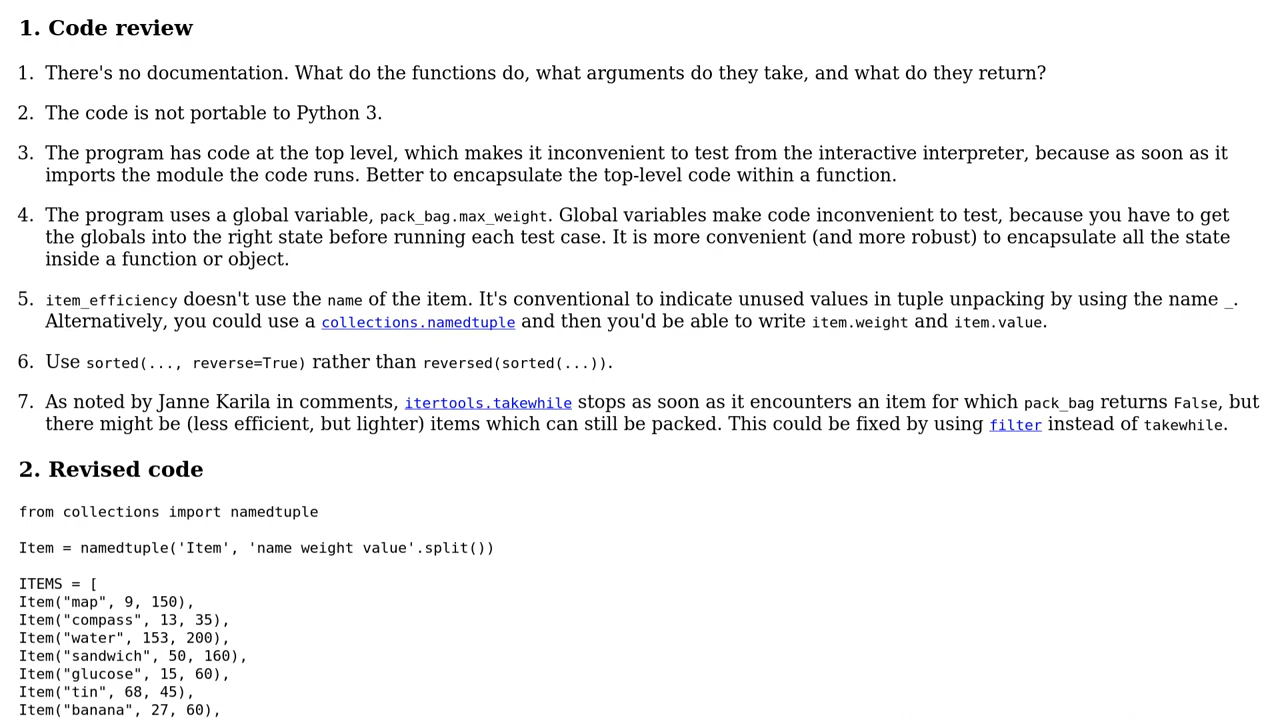 1. Code review
1. There's no documentation. What do the functions do, what arguments do they take, and what do they return?
2. The code is not portable to Python 3.
3. The program has code at the top level, which makes it inconvenient to test from the interactive interpreter, because as soon as it
imports the module the code runs. Better to encapsulate the top-level code within a function.
4. The program uses a global variable, pack_bag.max_weight. Global variables make code inconvenient to test, because you have to get
the globals into the right state before running each test case. It is more convenient (and more robust) to encapsulate all the state
inside a function or object.
5. item_efficiency doesn't use the name of the item. It's conventional to indicate unused values in tuple unpacking by using the name _.
Alternatively, you could use a collections.namedtuple and then you'd be able to write item.weight and item.value.
6. Use sorted(..., reverse=True) rather than reversed(sorted(...)).
7. As noted by Janne Karila in comments, itertools.takewhile stops as soon as it encounters an item for which pack_bag returns False, but
there might be (less efficient, but lighter) items which can still be packed. This could be fixed by using filter instead of takewhile.
2. Revised code
from collections import namedtuple
Item = namedtuple('Item', 'name weight value'.split())
ITEMS = [
Item("map", 9, 150),
Item("compass", 13, 35),
Item("water", 153, 200),
Item("sandwich", 50, 160),
Item("glucose", 15, 60),
Item("tin", 68, 45),
Item("banana", 27, 60),